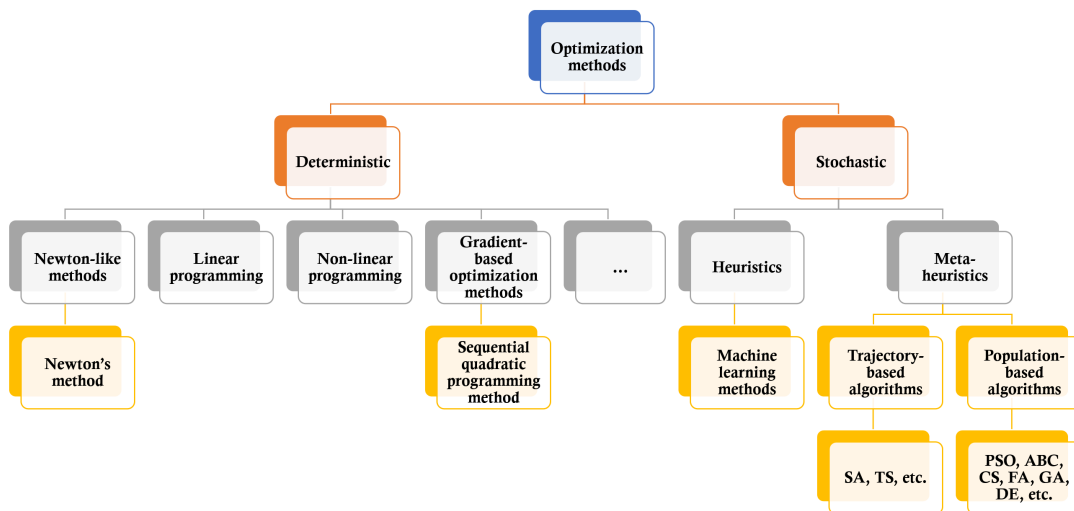 Optimization
methods
Deterministic
Stochastic
Newton-like
methods
Linear
programming
Non-linear
programming
Gradient-
based
optimization
methods
...
Heuristics
Meta-
heuristics
Newton's
method
Sequential
quadratic
programming
method
Machine
learning
methods
Trajectory-
based
algorithms
Population-
based
algorithms
SA, TS, etc.
PSO, ABC,
CS, FA, GA,
DE, etc.